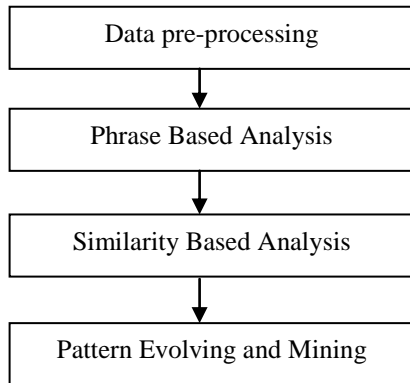 Data pre-processing
Phrase Based Analysis
Similarity Based Analysis
Pattern Evolving and Mining